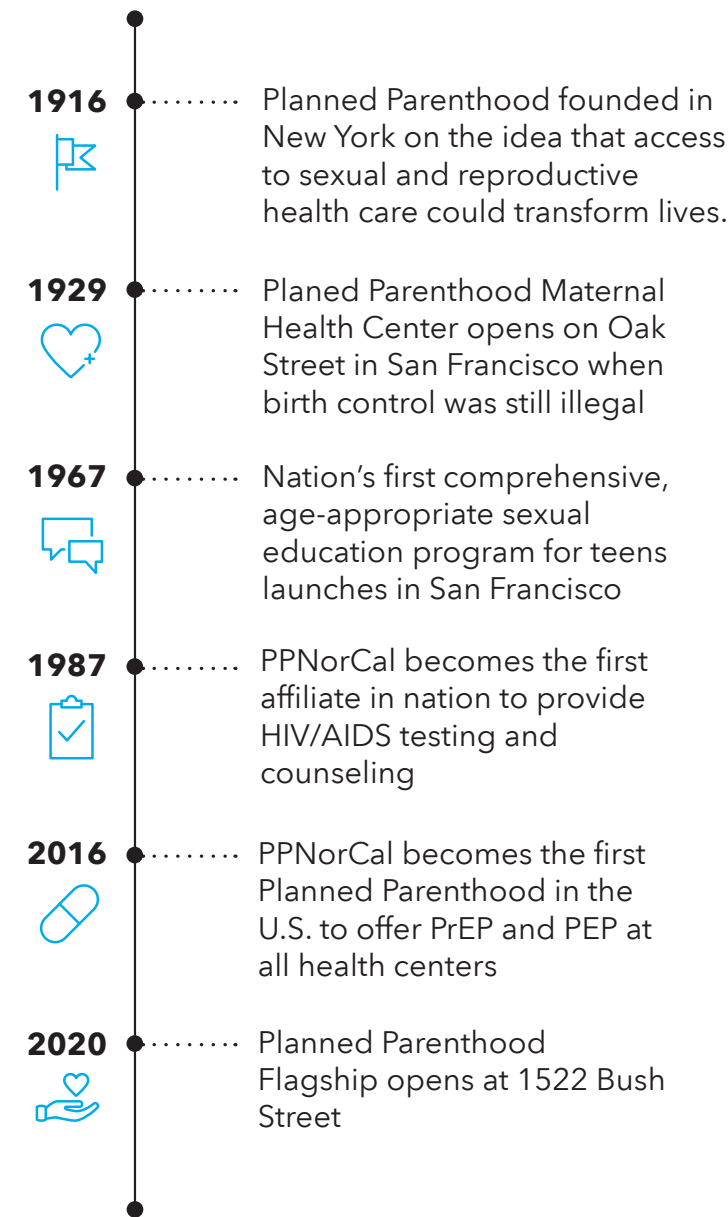 1916
Planned Parenthood founded in
New York on the idea that access
to sexual and reproductive
health care could transform lives.
1929
Planed Parenthood Maternal
Health Center opens on Oak
Street in San Francisco when
birth control was still illegal
1967
Nation’s first comprehensive,
age-appropriate sexual
education program for teens
launches in San Francisco
1987
PPNorCal becomes the first
affiliate in nation to provide
HIV/AIDS testing and
counseling
2016
PPNorCal becomes the first
Planned Parenthood in the
U.S. to offer PrEP and PEP at
all health centers
2020
Planned Parenthood
Flagship opens at 1522 Bush
Street